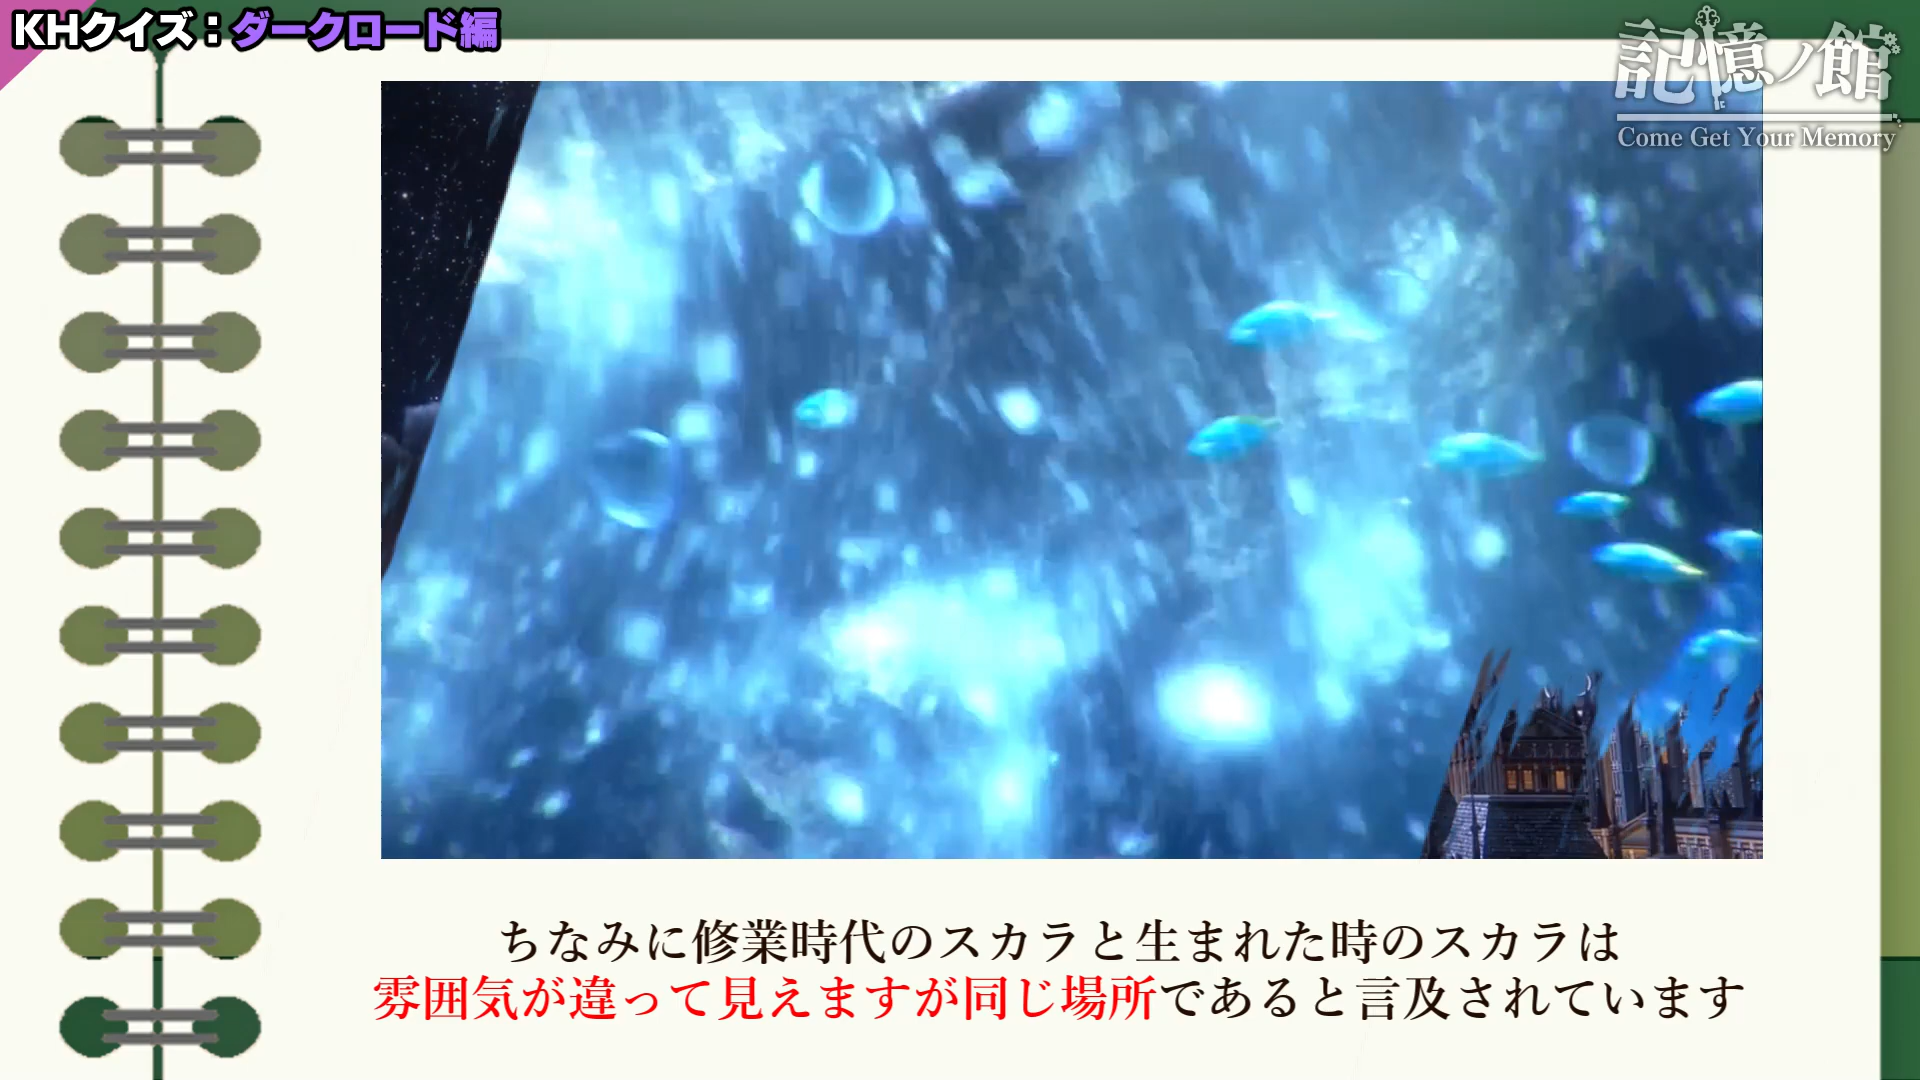 KHクイズ：ダークロード編
記憶ノ館
Come Get Your Memory
ちなみに修業時代のスカラと生まれた時のスカラは
雰囲気が違って見えますが同じ場所であると言及されています